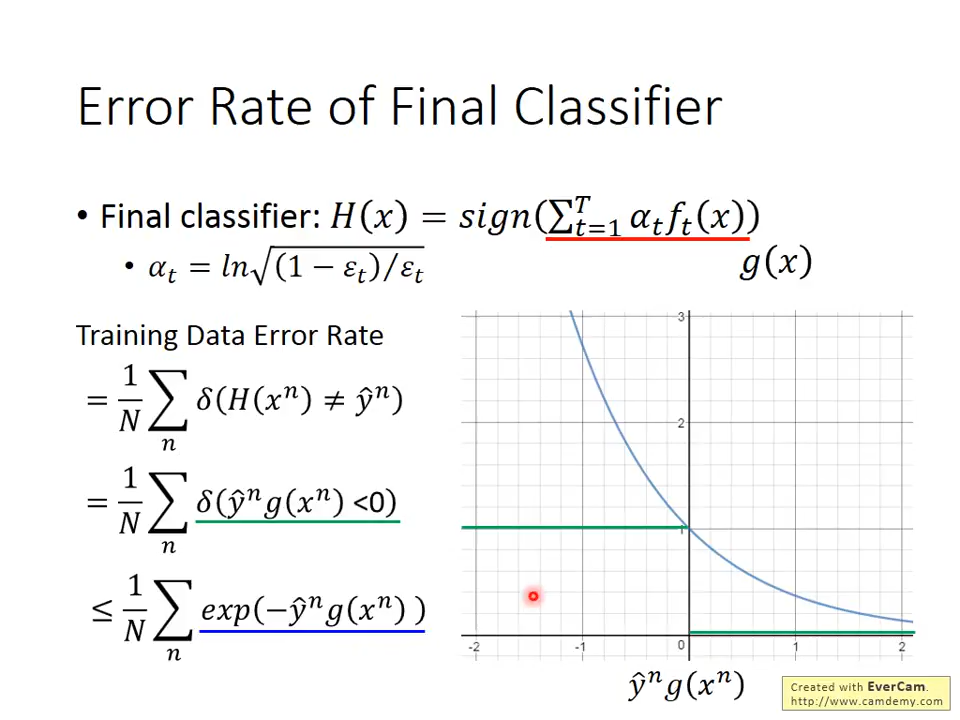 Error Rate of Final Classifier
• Final classifier: H(x) = sign(∑_{t=1}^{T} α_t f_t(x))
g(x)
• α_t = ln√((1 − ε_t)/ε_t)
Training Data Error Rate
= 1/N ∑_n δ(H(x^n) ≠ ŷ^n)
= 1/N ∑_n δ(ŷ^n g(x^n) <0)
≤ 1/N ∑_n exp(−ŷ^n g(x^n) )
3
2
1
-2 -1 0 1 2
ŷ^n g(x^n)
Created with EverCam.
http://www.camdemy.com